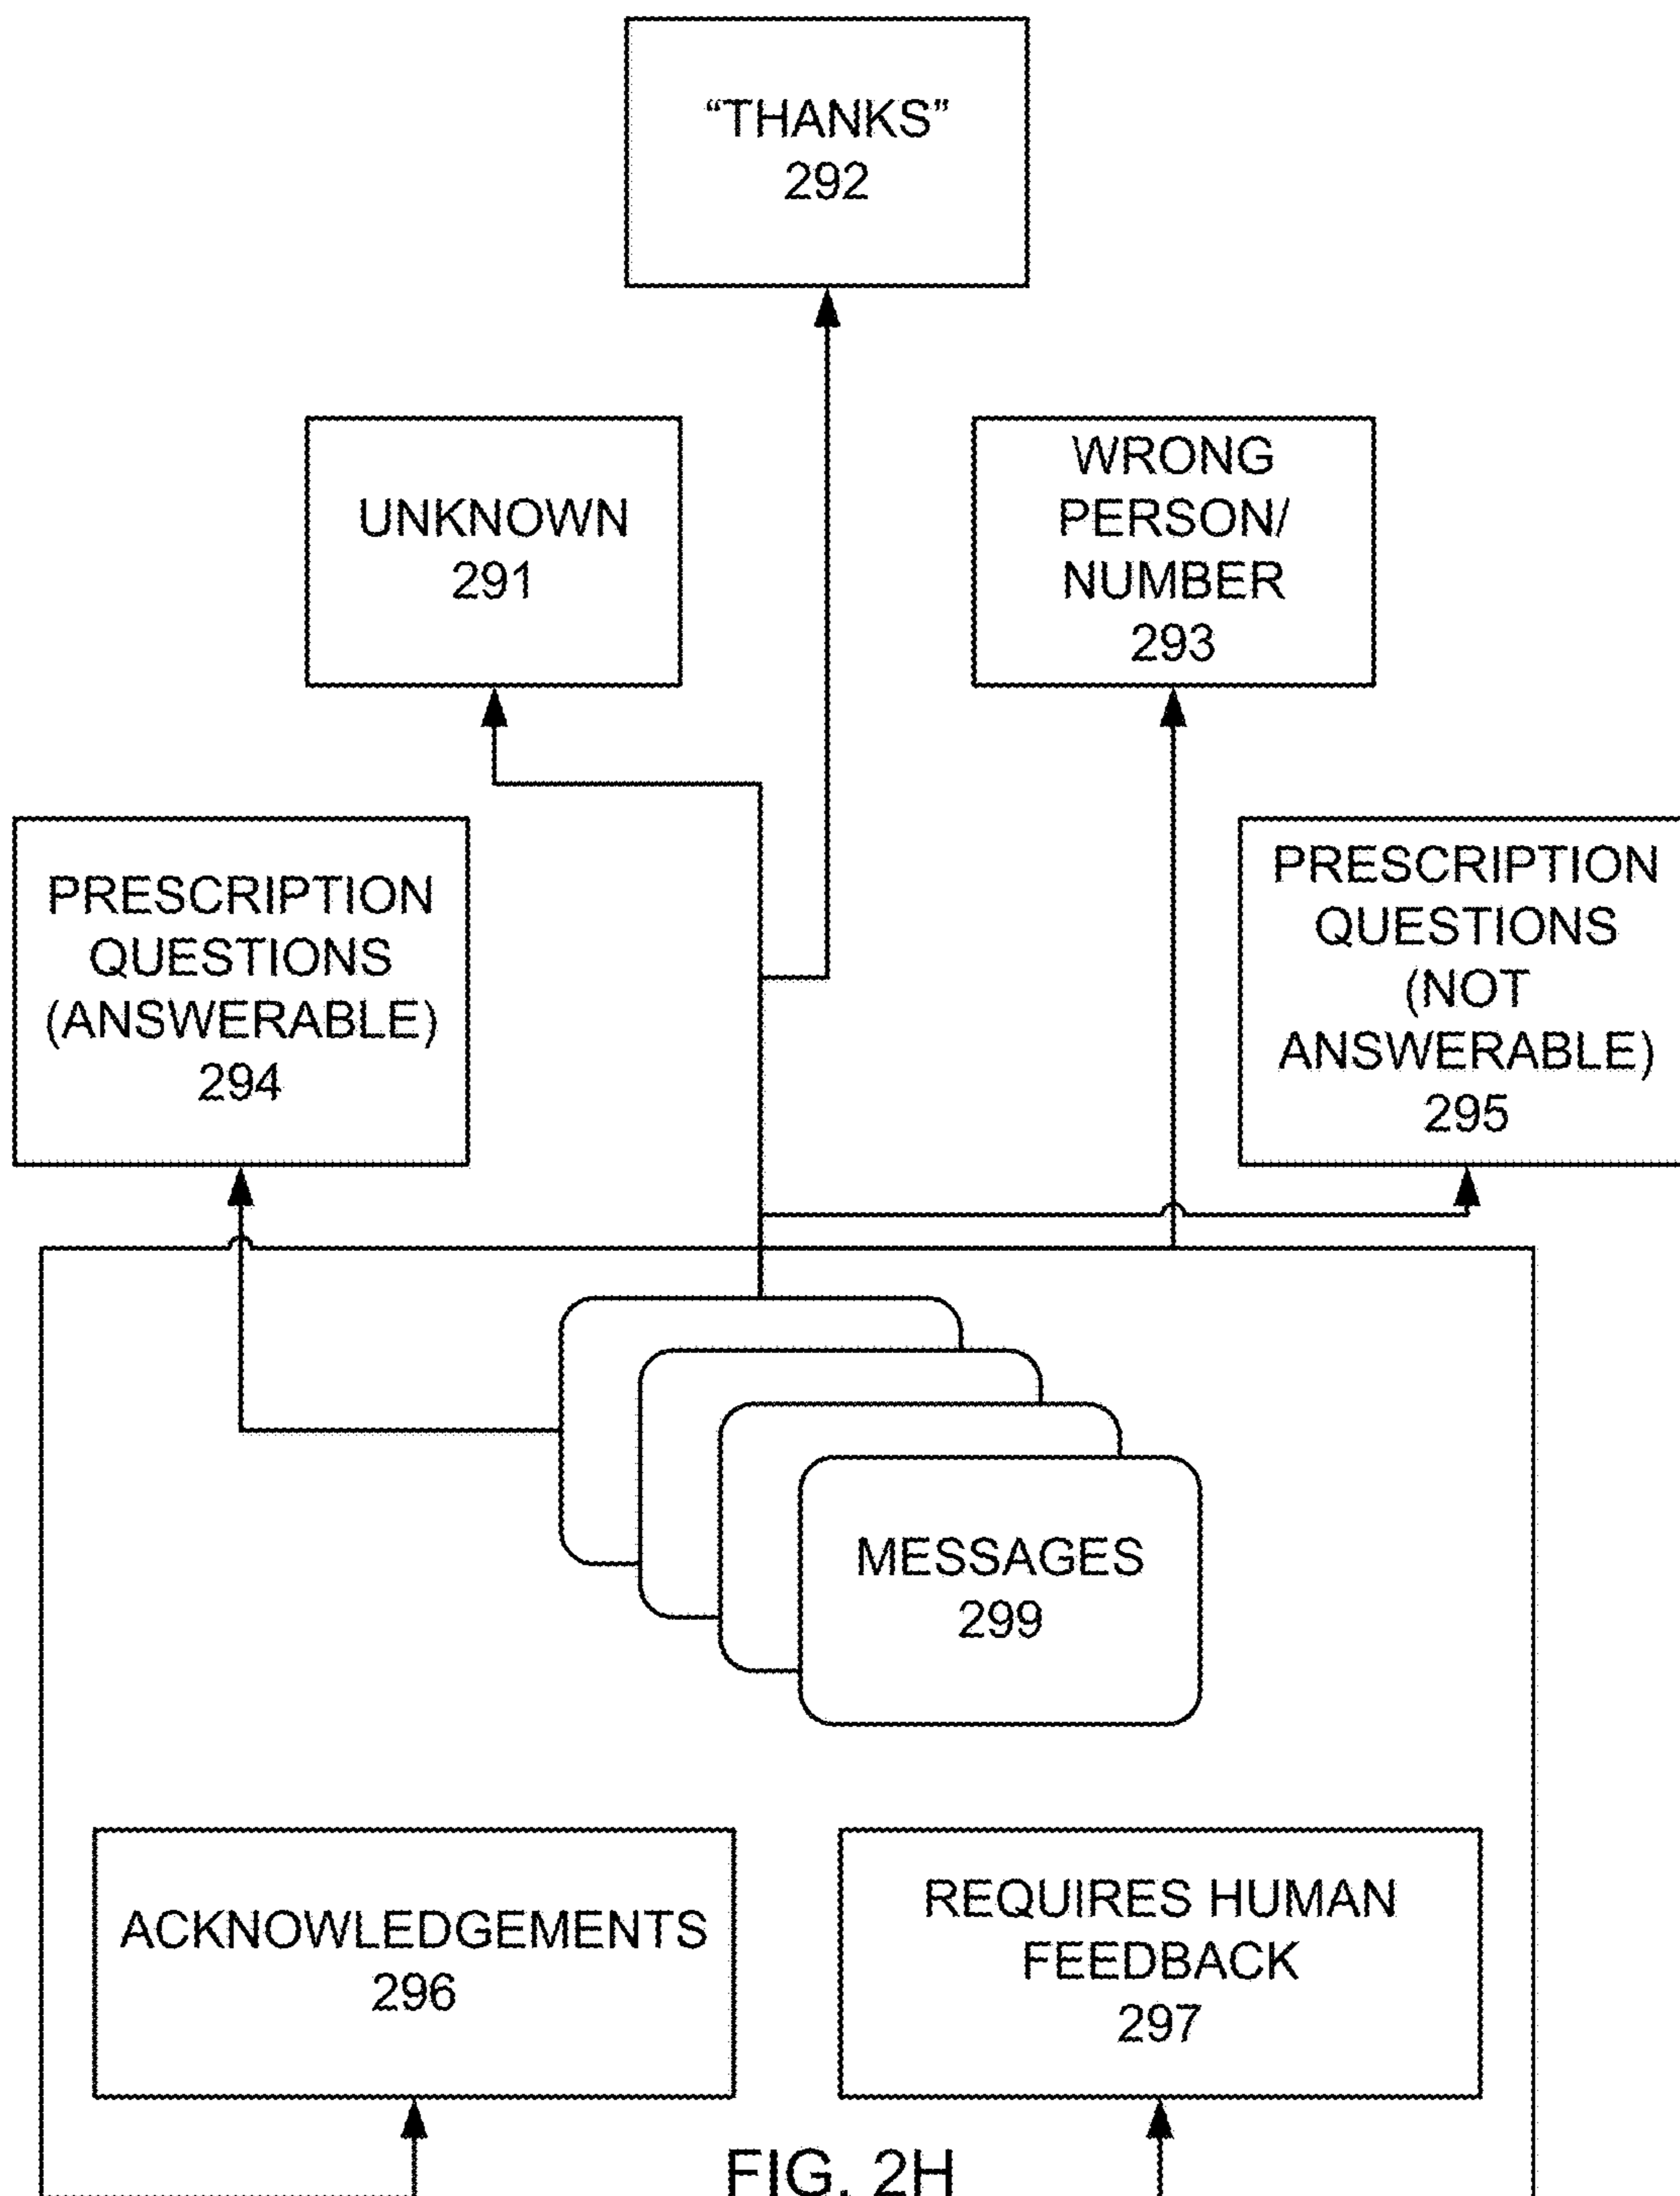 “THANKS”
292
UNKNOWN
291
WRONG
PERSON/
NUMBER
293
PRESCRIPTION
QUESTIONS
(ANSWERABLE)
294
PRESCRIPTION
QUESTIONS
(NOT
ANSWERABLE)
295
MESSAGES
299
ACKNOWLEDGEMENTS
296
REQUIRES HUMAN
FEEDBACK
297
FIG. 2H